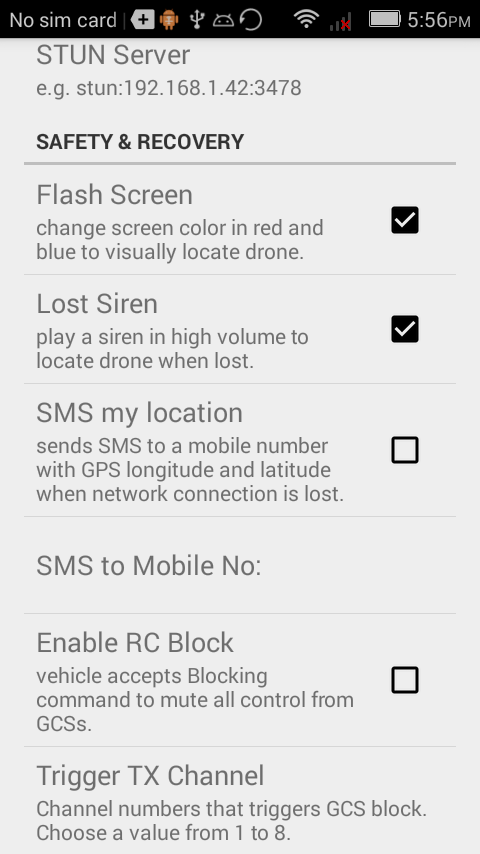 No sim card
5:56PM
STUN Server
e.g. stun:192.168.1.42:3478
SAFETY & RECOVERY
Flash Screen
change screen color in red and
blue to visually locate drone.
Lost Siren
play a siren in high volume to
locate drone when lost.
SMS my location
sends SMS to a mobile number
with GPS longitude and latitude
when network connection is lost.
SMS to Mobile No:
Enable RC Block
vehicle accepts Blocking
command to mute all control from
GCSs.
Trigger TX Channel
Channel numbers that triggers GCS block.
Choose a value from 1 to 8.